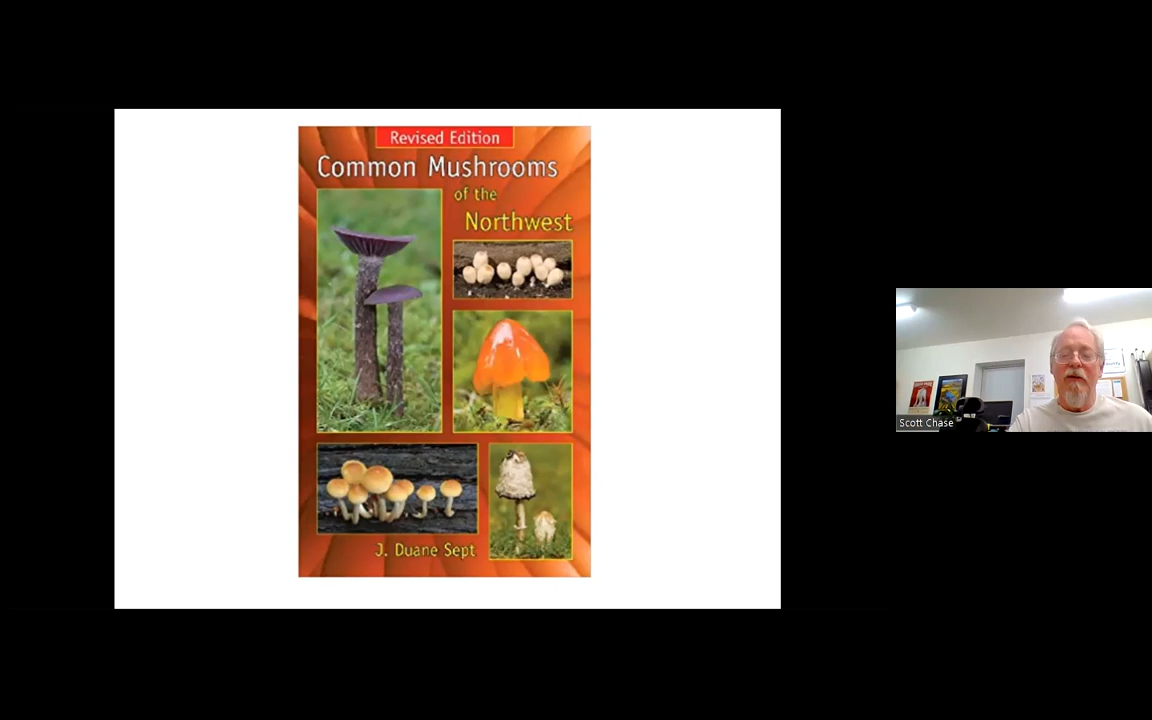 Revised Edition
Common Mushrooms
of the
Northwest
J. Duane Sept
Scott Chase